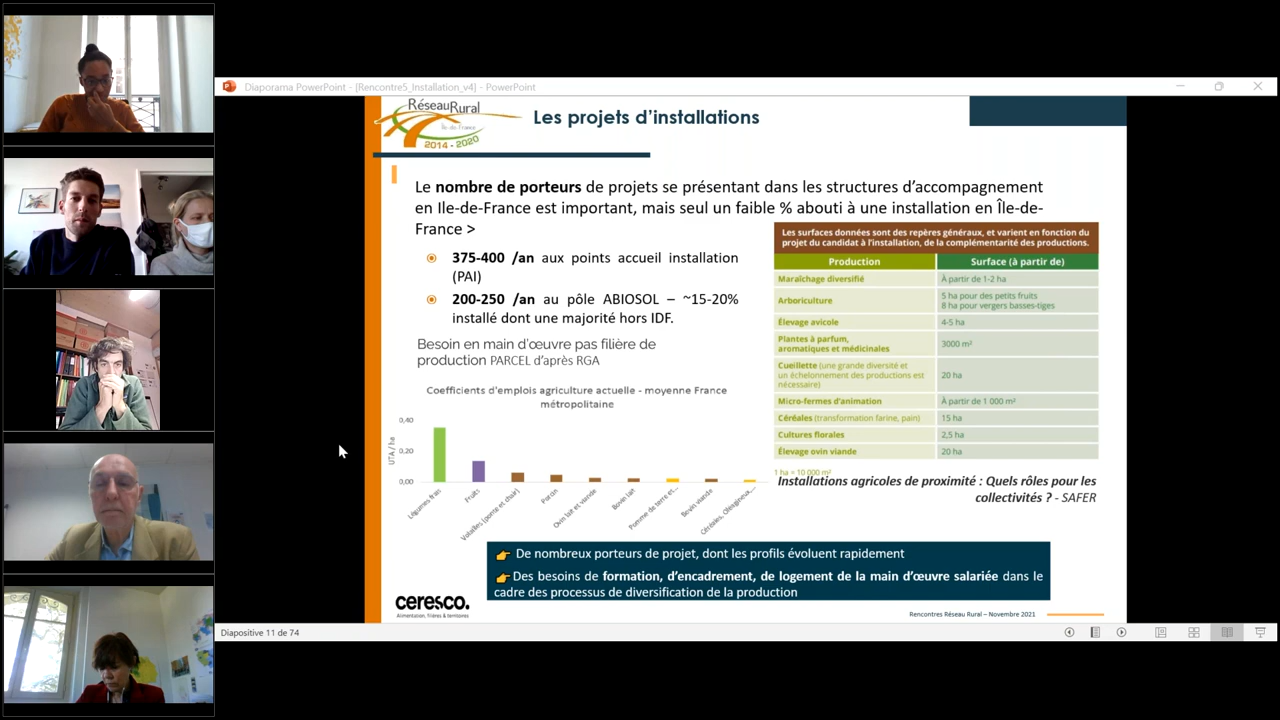 Diaporama PowerPoint - [Rencontre5_Installation_v4] - PowerPoint
RéseauRural
Île de France
2014 - 2020
Les projets d'installations
Le nombre de porteurs de projets se présentant dans les structures d'accompagnement
en Ile-de-France est important, mais seul un faible % abouti à une installation en Île-de-
France >
375-400 /an aux points accueil installation
(PAI)
200-250 /an au pôle ABIOSOL – ~15-20%
installé dont une majorité hors IDF.
Besoin en main d'œuvre pas filière de
production PARCEL d'après RGA
Coefficients d'emplois agriculture actuelle - moyenne France
métropolitaine
UTA / ha
0,40
0,20
0,00
Légumes frais
Fruits
Volailles (ponte et chair)
Porcin
Ovin lait et viande
Bovin lait
Pomme de terre et...
Bovin viande
Céréales, Oléagineux,...
Les surfaces données sont des repères généraux, et varient en fonction du
projet du candidat à l'installation, de la complémentarité des productions.
Production Surface (à partir de)
Maraîchage diversifié À partir de 1-2 ha
Arboriculture 5 ha pour des petits fruits
8 ha pour vergers basses-tiges
Élevage avicole 4-5 ha
Plantes à parfum,
aromatiques et médicinales 3000 m²
Cueillette (une grande diversité et
un échelonnement des productions est
nécessaire) 20 ha
Micro-fermes d'animation À partir de 1 000 m²
Céréales (transformation farine, pain) 15 ha
Cultures florales 2,5 ha
Élevage ovin viande 20 ha
1 ha = 10 000 m²
Installations agricoles de proximité : Quels rôles pour les
collectivités ? - SAFER
De nombreux porteurs de projet, dont les profils évoluent rapidement
Des besoins de formation, d'encadrement, de logement de la main d'œuvre salariée dans le
cadre des processus de diversification de la production
ceresco.
Alimentation, filières & territoires
Rencontres Réseau Rural – Novembre 2021
Diapositive 11 de 74